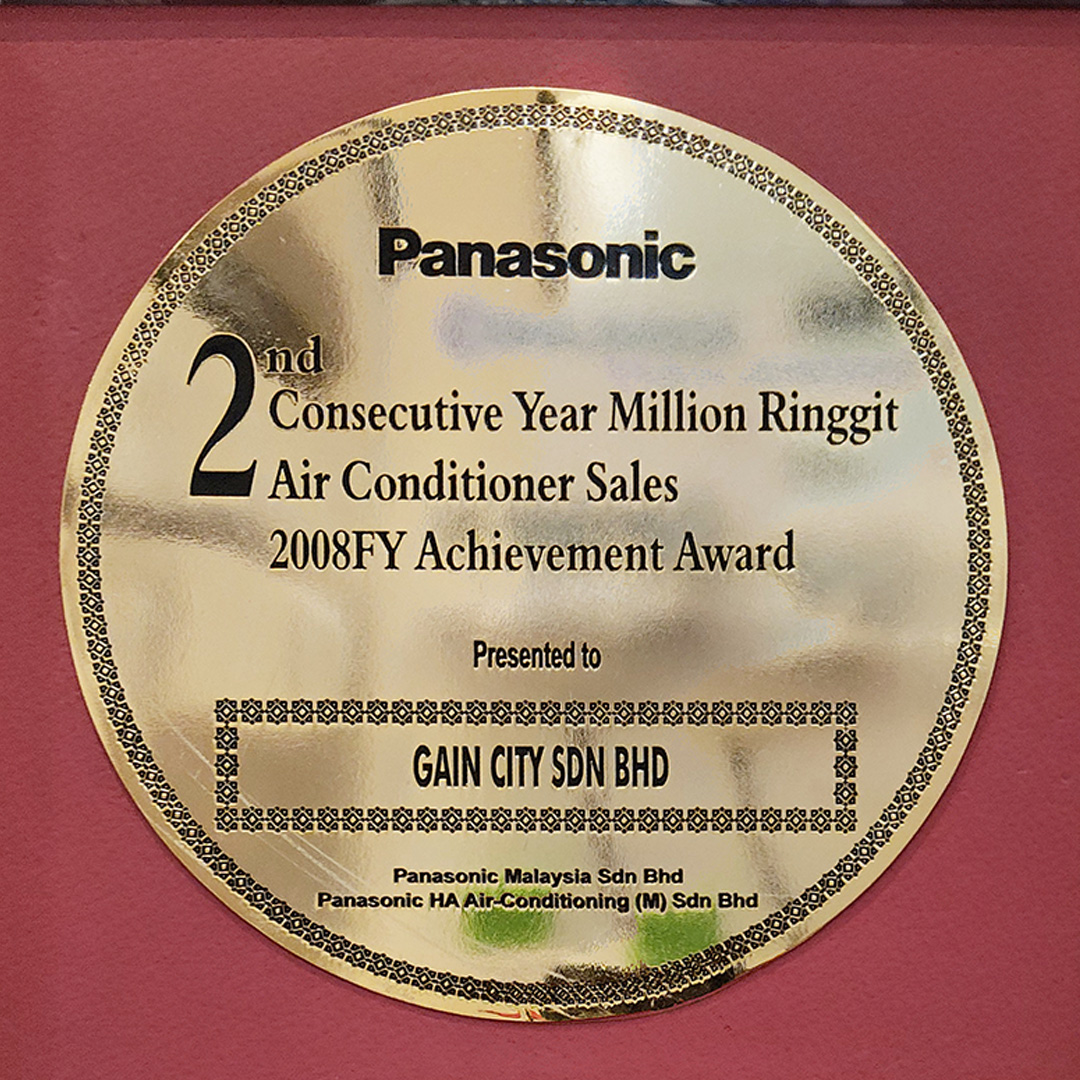 Panasonic
2nd
Consecutive Year Million Ringgit
Air Conditioner Sales
2008FY Achievement Award
Presented to
GAIN CITY SDN BHD
Panasonic Malaysia Sdn Bhd
Panasonic HA Air-Conditioning (M) Sdn Bhd